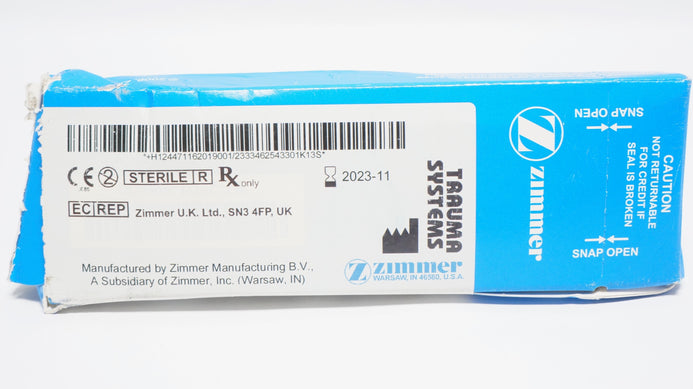 *+H124471162019001/2333462543301K13S*
CE 2 STERILE R Rx only 2023-11
EC REP Zimmer U.K. Ltd., SN3 4FP, UK
Manufactured by Zimmer Manufacturing B.V.,
A Subsidiary of Zimmer, Inc. (Warsaw, IN)
TRAUMA
SYSTEMS
Z zimmer
WARSAW, IN 46580, U.S.A.
Z zimmer
SNAP OPEN
CAUTION
NOT RETURNABLE
FOR CREDIT IF
SEAL IS BROKEN
SNAP OPEN